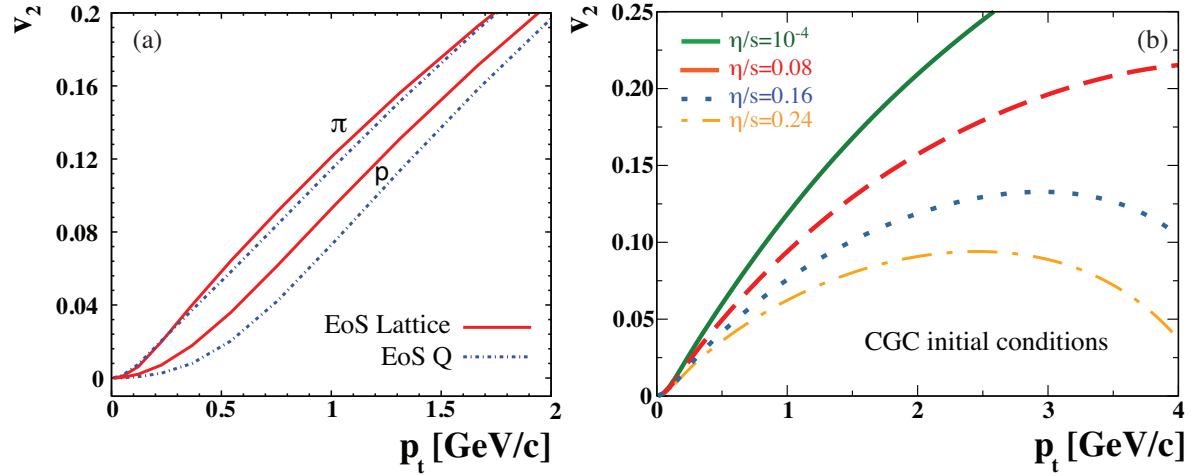 v₂
0.2
0.16
0.12
0.08
0.04
0
(a)
π
p
EoS Lattice
EoS Q
0
0.5
1
1.5
2
pₜ [GeV/c]
v₂
0.25
0.20
0.15
0.10
0.05
0.00
η/s=10⁻⁴
η/s=0.08
η/s=0.16
η/s=0.24
(b)
CGC initial conditions
0
1
2
3
4
pₜ [GeV/c]